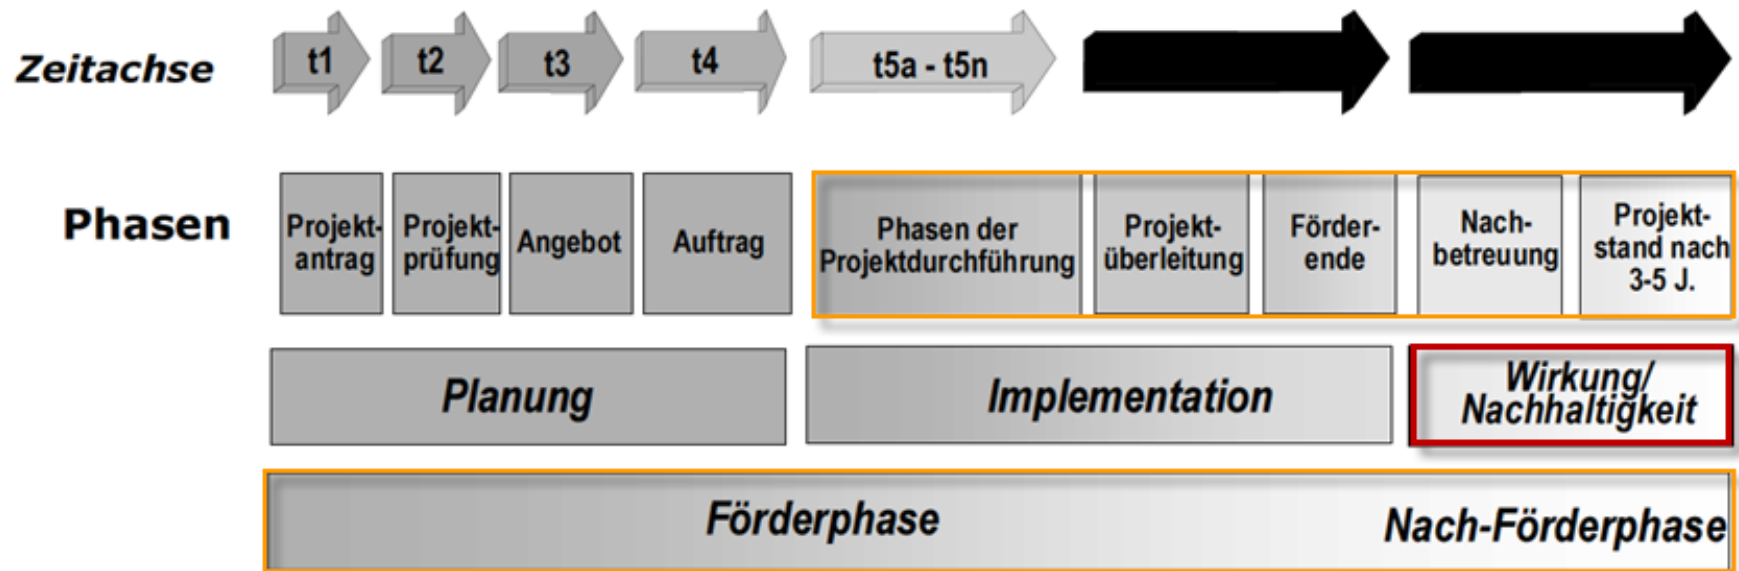 Zeitachse
t1
t2
t3
t4
t5a - t5n
Phasen
Projekt-
antrag
Projekt-
prüfung
Angebot
Auftrag
Phasen der
Projektdurchführung
Projekt-
überleitung
Förder-
ende
Nach-
betreuung
Projekt-
stand nach
3-5 J.
Planung
Implementation
Wirkung/
Nachhaltigkeit
Förderphase
Nach-Förderphase